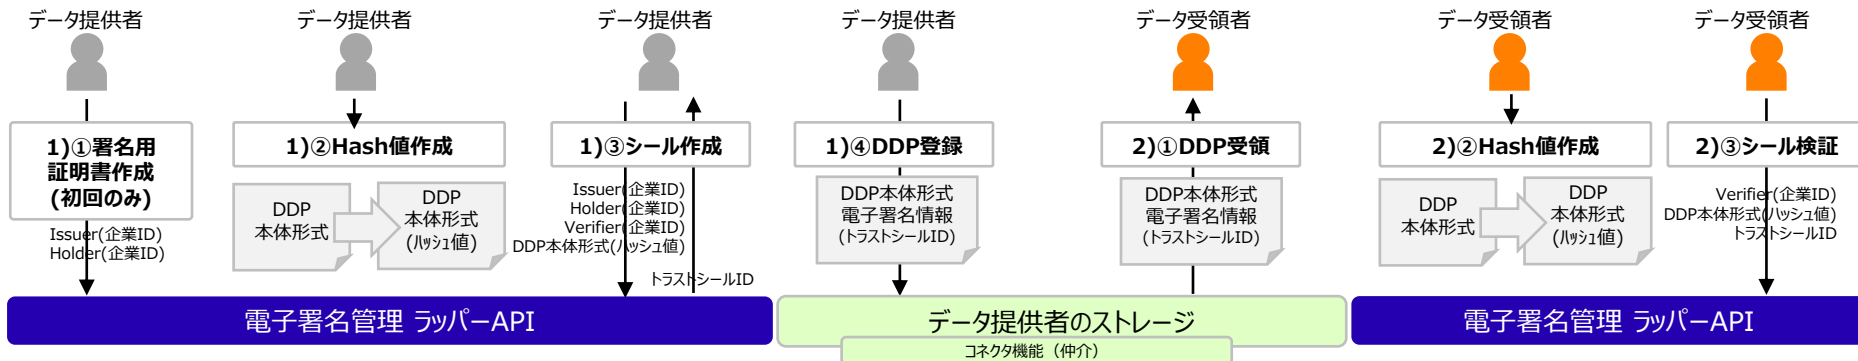 データ提供者
データ提供者
データ提供者
データ提供者
データ受領者
データ受領者
データ受領者
1)①署名用
証明書作成
(初回のみ)
Issuer(企業ID)
Holder(企業ID)
1)②Hash値作成
DDP
本体形式
DDP
本体形式
(ハッシュ値)
1)③シール作成
Issuer(企業ID)
Holder(企業ID)
Verifier(企業ID)
DDP本体形式(ハッシュ値)
トラストシールID
1)④DDP登録
DDP本体形式
電子署名情報
(トラストシールID)
2)①DDP受領
DDP本体形式
電子署名情報
(トラストシールID)
2)②Hash値作成
DDP
本体形式
DDP
本体形式
(ハッシュ値)
2)③シール検証
Verifier(企業ID)
DDP本体形式(ハッシュ値)
トラストシールID
電子署名管理 ラッパーAPI
データ提供者のストレージ
コネクタ機能（仲介）
電子署名管理 ラッパーAPI